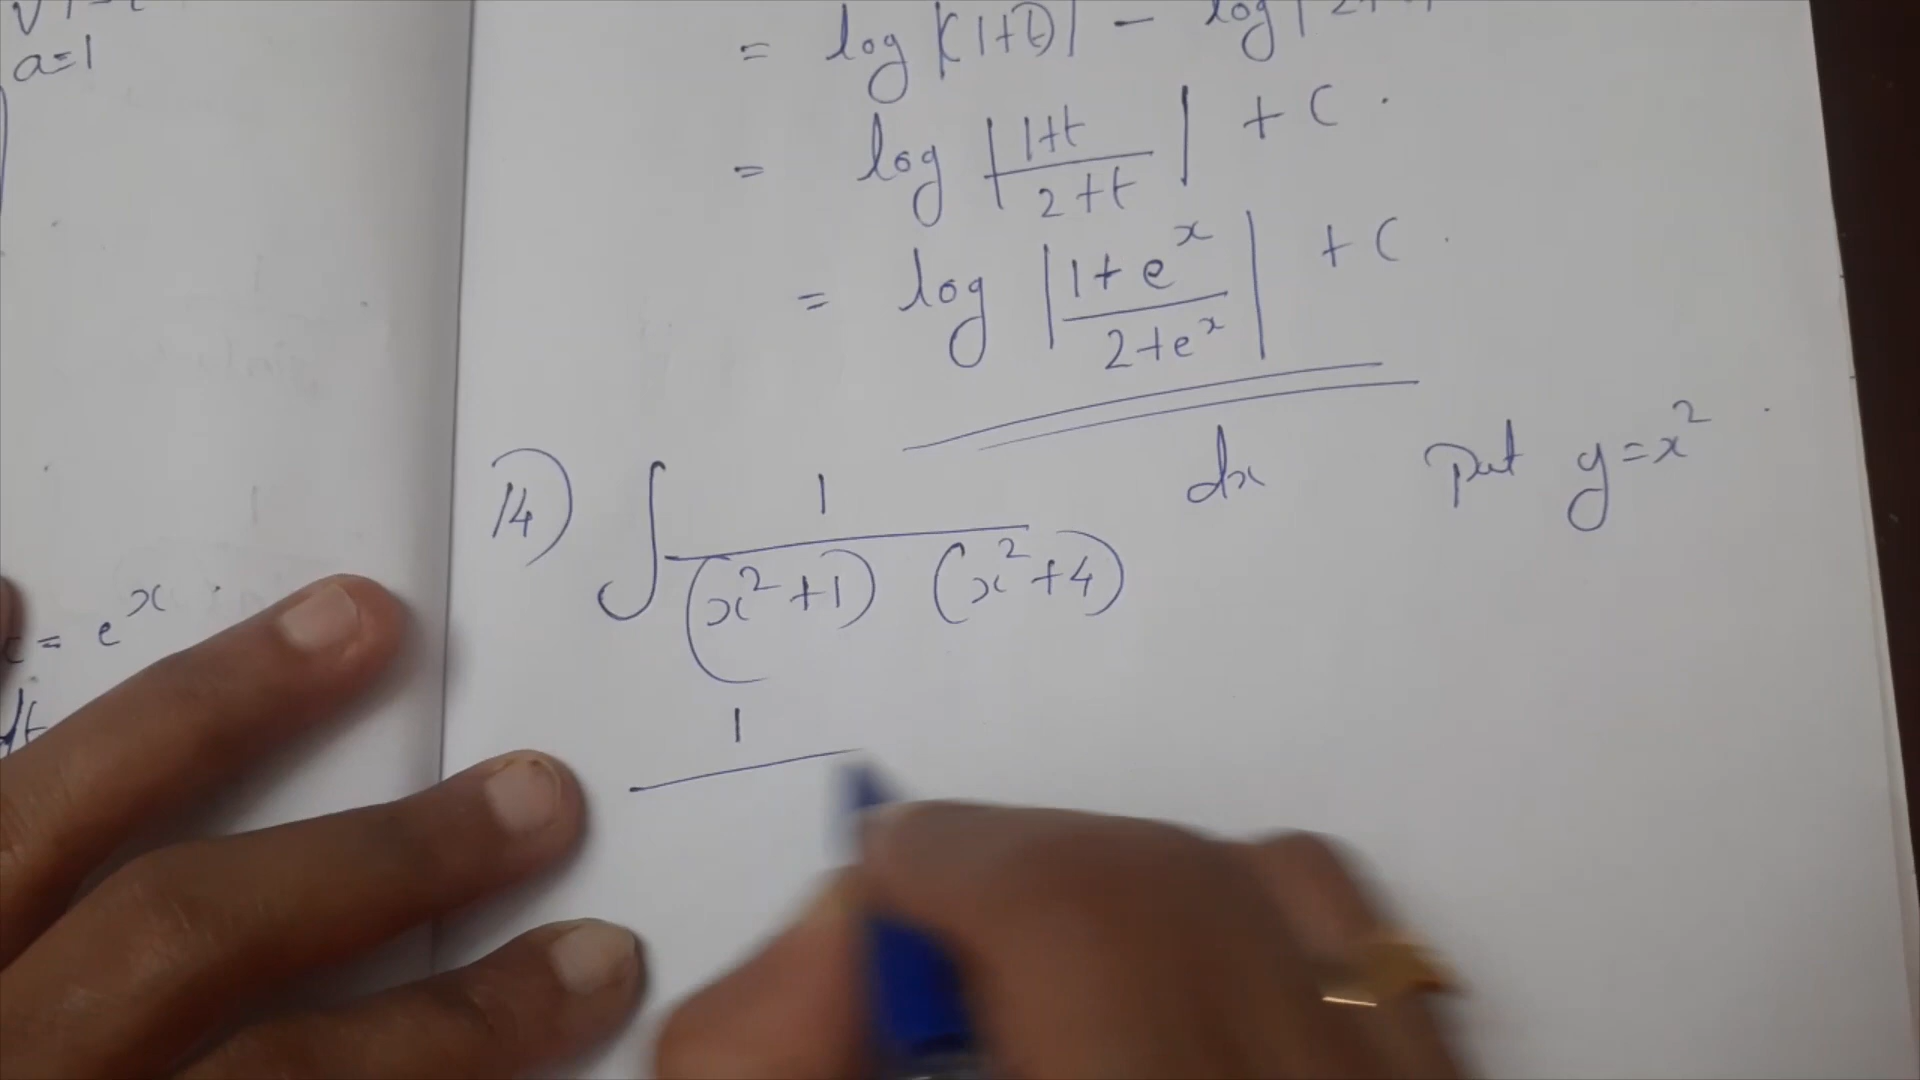 a=1
= log |(1+t)| - log |2+
= log |1+t / 2+t| + C.
= log |1+e^x / 2+e^x| + C.
14) ∫ 1 / (x²+1) (x²+4) dx Put y=x².
= e^x.
dt
1